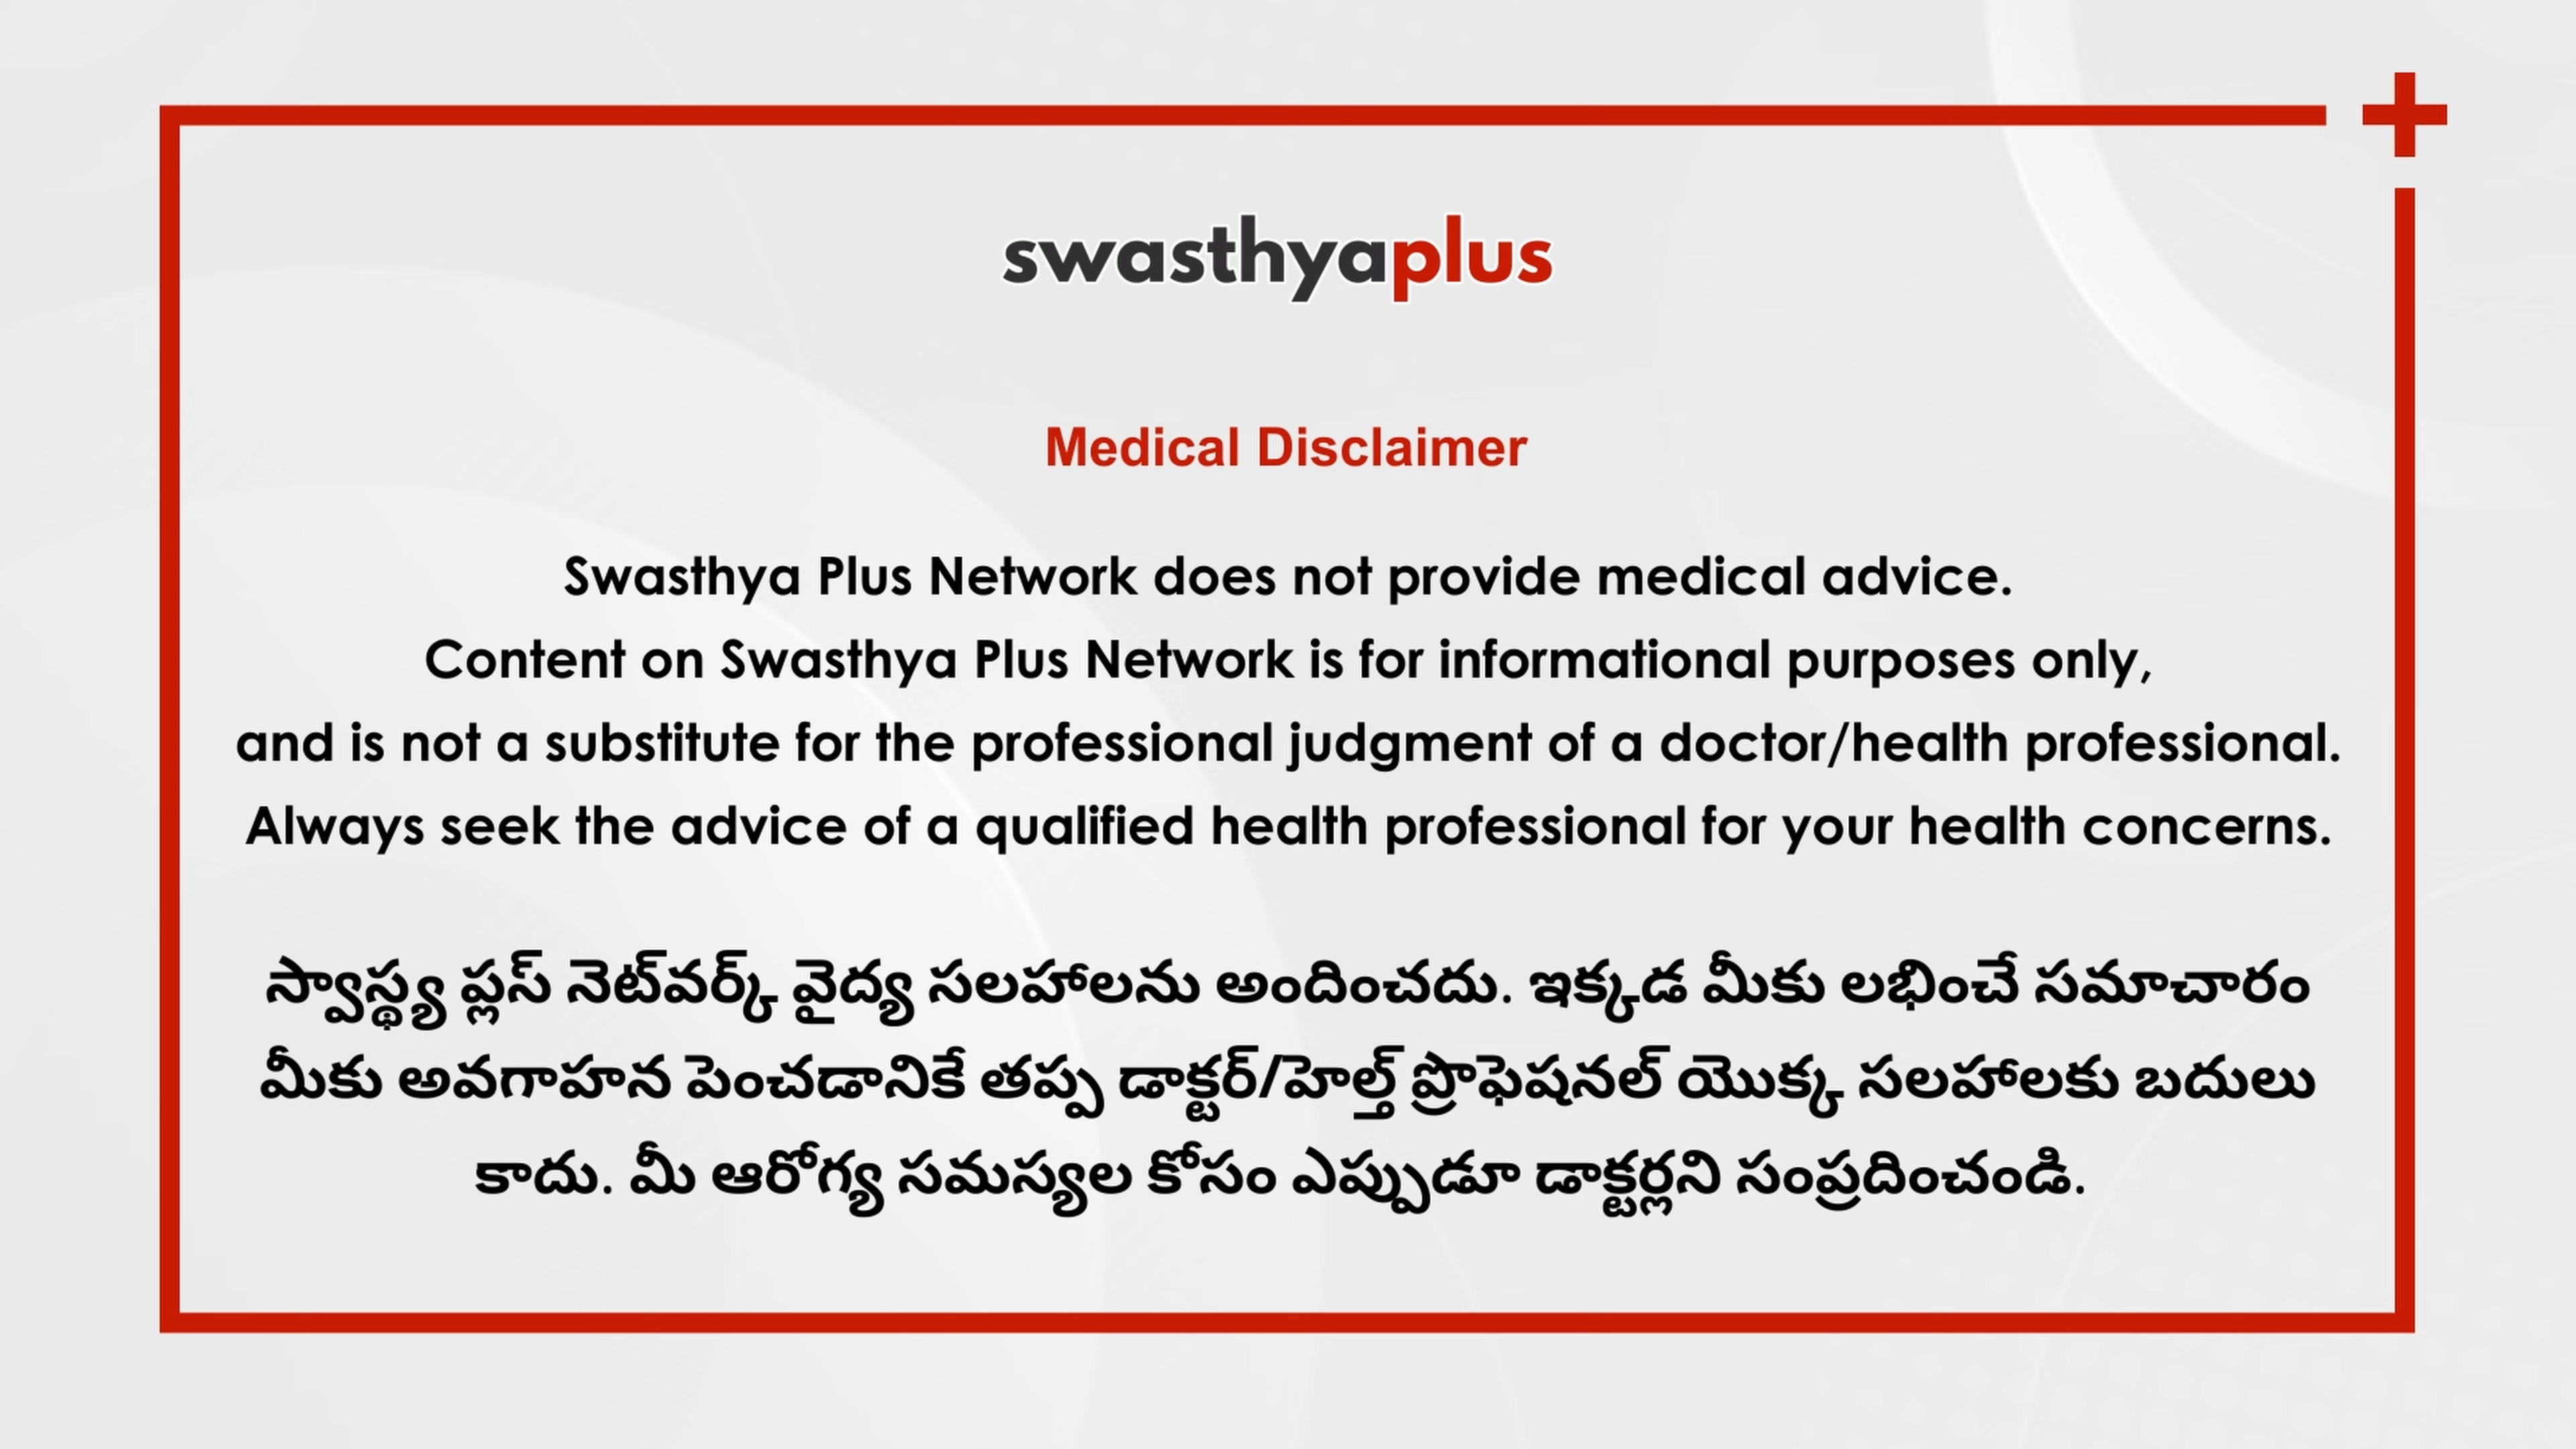 swasthyaplus
Medical Disclaimer
Swasthya Plus Network does not provide medical advice.
Content on Swasthya Plus Network is for informational purposes only,
and is not a substitute for the professional judgment of a doctor/health professional.
Always seek the advice of a qualified health professional for your health concerns.
స్వాస్థ్య ప్లస్ నెట్‌వర్క్ వైద్య సలహాలను అందించదు. ఇక్కడ మీకు లభించే సమాచారం
మీకు అవగాహన పెంచడానికే తప్ప డాక్టర్/హెల్త్ ప్రొఫెషనల్ యొక్క సలహాలకు బదులు
కాదు. మీ ఆరోగ్య సమస్యల కోసం ఎప్పుడూ డాక్టర్లని సంప్రదించండి.